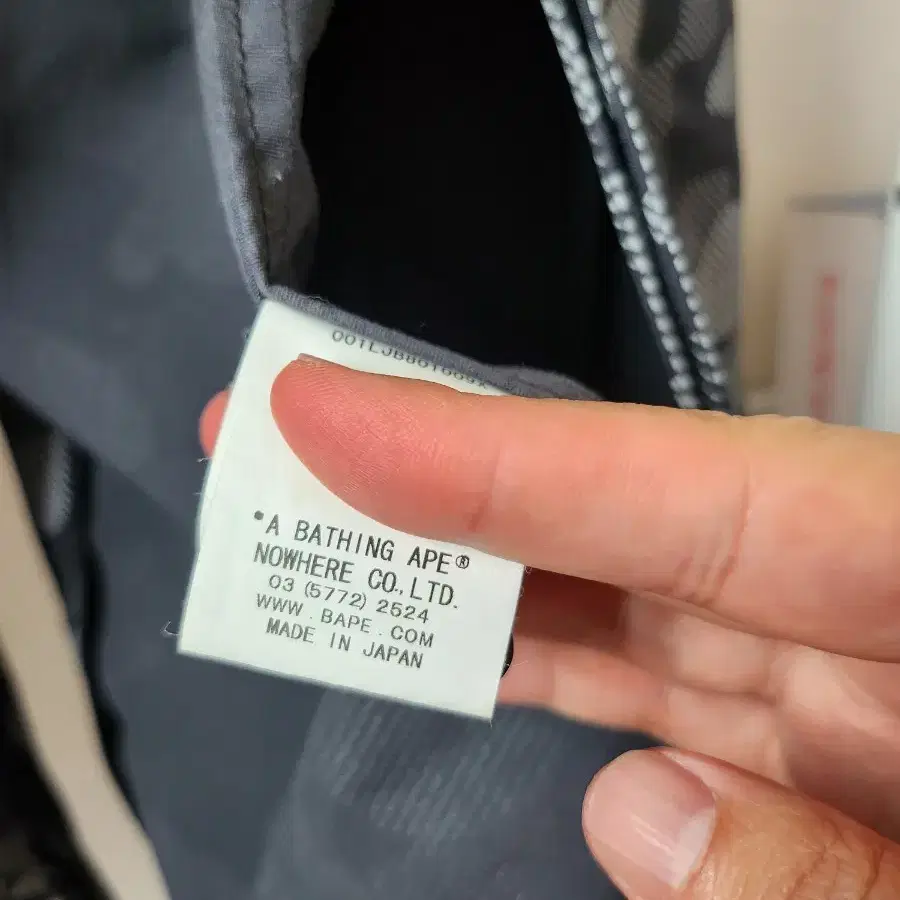 *A BATHING APE®
NOWHERE CO., LTD.
03 (5772) 2524
WWW.BAPE.COM
MADE IN JAPAN